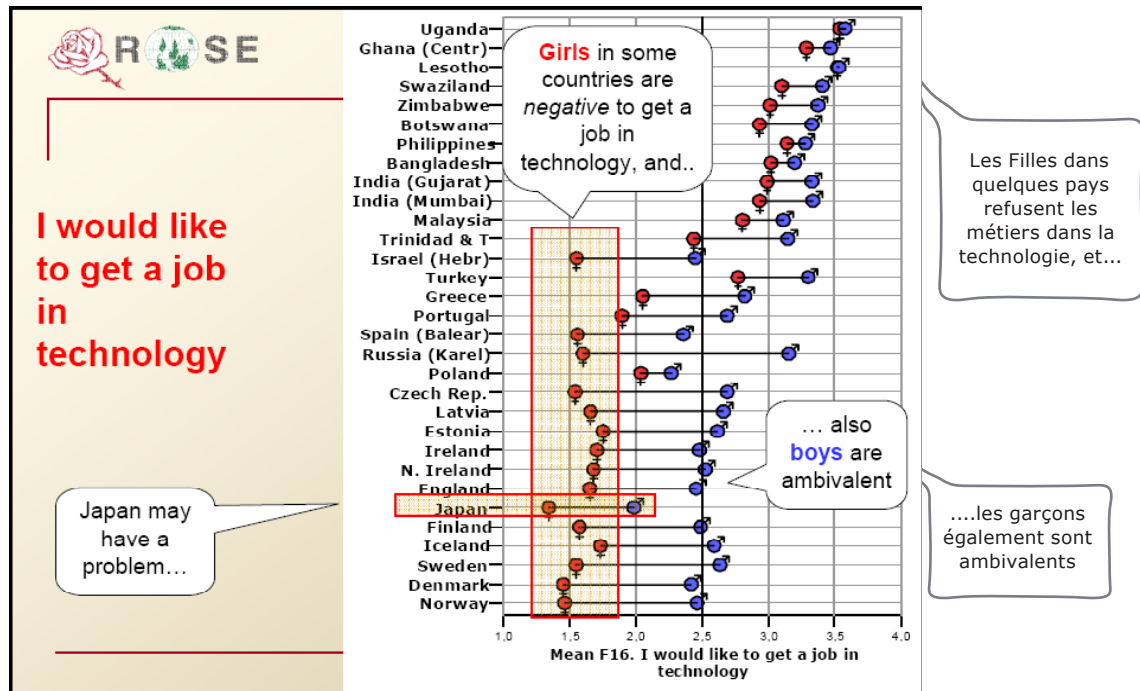 R SE
I would like
to get a job
in
technology
Japan may
have a
problem...
Girls in some
countries are
negative to get a
job in
technology, and..
Uganda
Ghana (Centr)
Lesotho
Swaziland
Zimbabwe
Botswana
Philippines
Bangladesh
India (Gujarat)
India (Mumbai)
Malaysia
Trinidad & T
Israel (Hebr)
Turkey
Greece
Portugal
Spain (Balear)
Russia (Karel)
Poland
Czech Rep.
Latvia
Estonia
Ireland
N. Ireland
England
Japan
Finland
Iceland
Sweden
Denmark
Norway
... also
boys are
ambivalent
1,0 1,5 2,0 2,5 3,0 3,5 4,0
Mean F16. I would like to get a job in
technology
Les Filles dans
quelques pays
refusent les
métiers dans la
technologie, et...
....les garçons
également sont
ambivalents